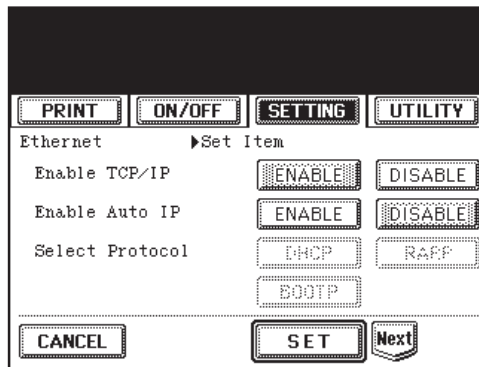 PRINT ON/OFF SETTING UTILITY
Ethernet ▶Set Item
Enable TCP/IP ENABLE DISABLE
Enable Auto IP ENABLE DISABLE
Select Protocol DHCP RARP
BOOTP
CANCEL SET Next